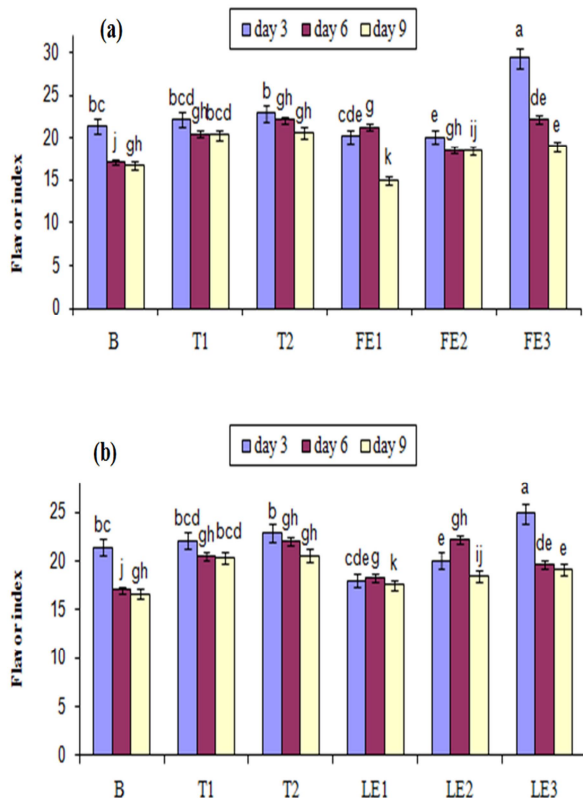 (a)
day 3 day 6 day 9
Flavor index
30
25
20
15
10
5
0
bc j gh
bcd gh bcd
b gh gh
cde g k
e gh ij
a de e
B T1 T2 FE1 FE2 FE3
(b)
day 3 day 6 day 9
Flavor index
25
20
15
10
5
0
bc j gh
bcd gh bcd
b gh gh
cde g k
e gh ij
a de e
B T1 T2 LE1 LE2 LE3